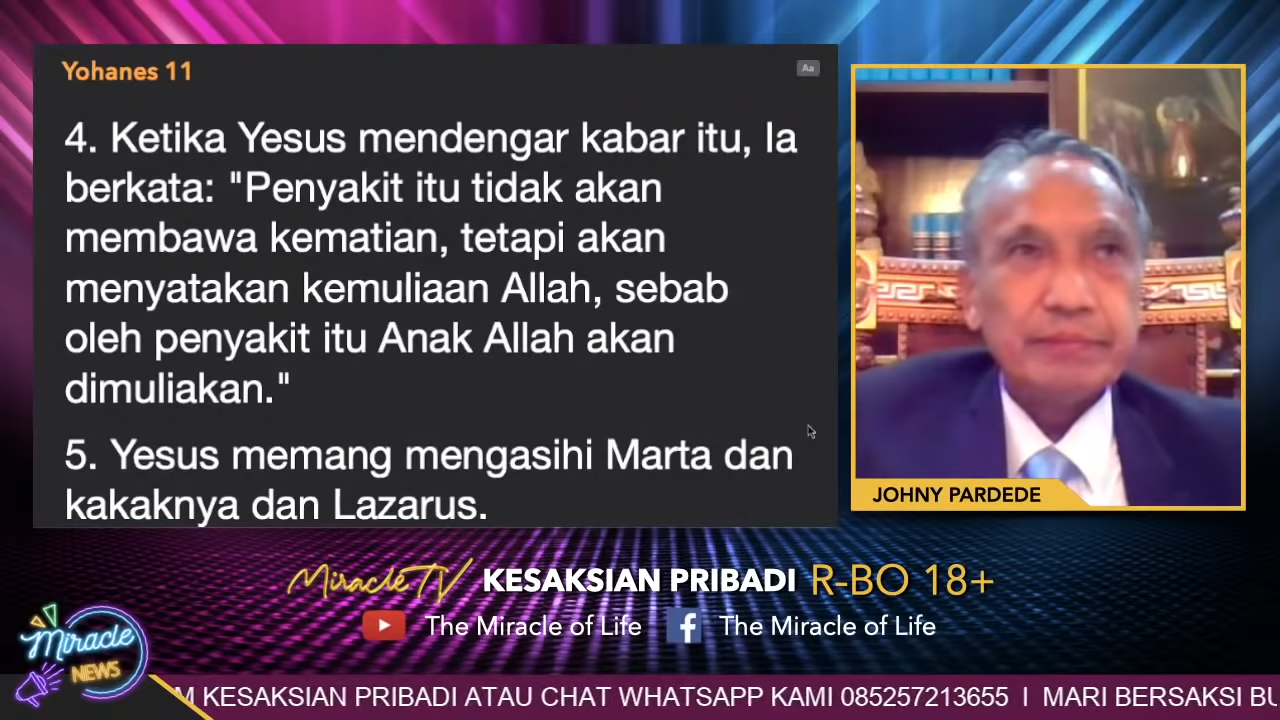 Yohanes 11
Aa
4. Ketika Yesus mendengar kabar itu, Ia
berkata: "Penyakit itu tidak akan
membawa kematian, tetapi akan
menyatakan kemuliaan Allah, sebab
oleh penyakit itu Anak Allah akan
dimuliakan."
5. Yesus memang mengasihi Marta dan
kakaknya dan Lazarus.
JOHNY PARDEDE
MiracleTV KESAKSIAN PRIBADI R-BO 18+
The Miracle of Life The Miracle of Life
Miracle
NEWS
M KESAKSIAN PRIBADI ATAU CHAT WHATSAPP KAMI 085257213655 I MARI BERSAKSI BU